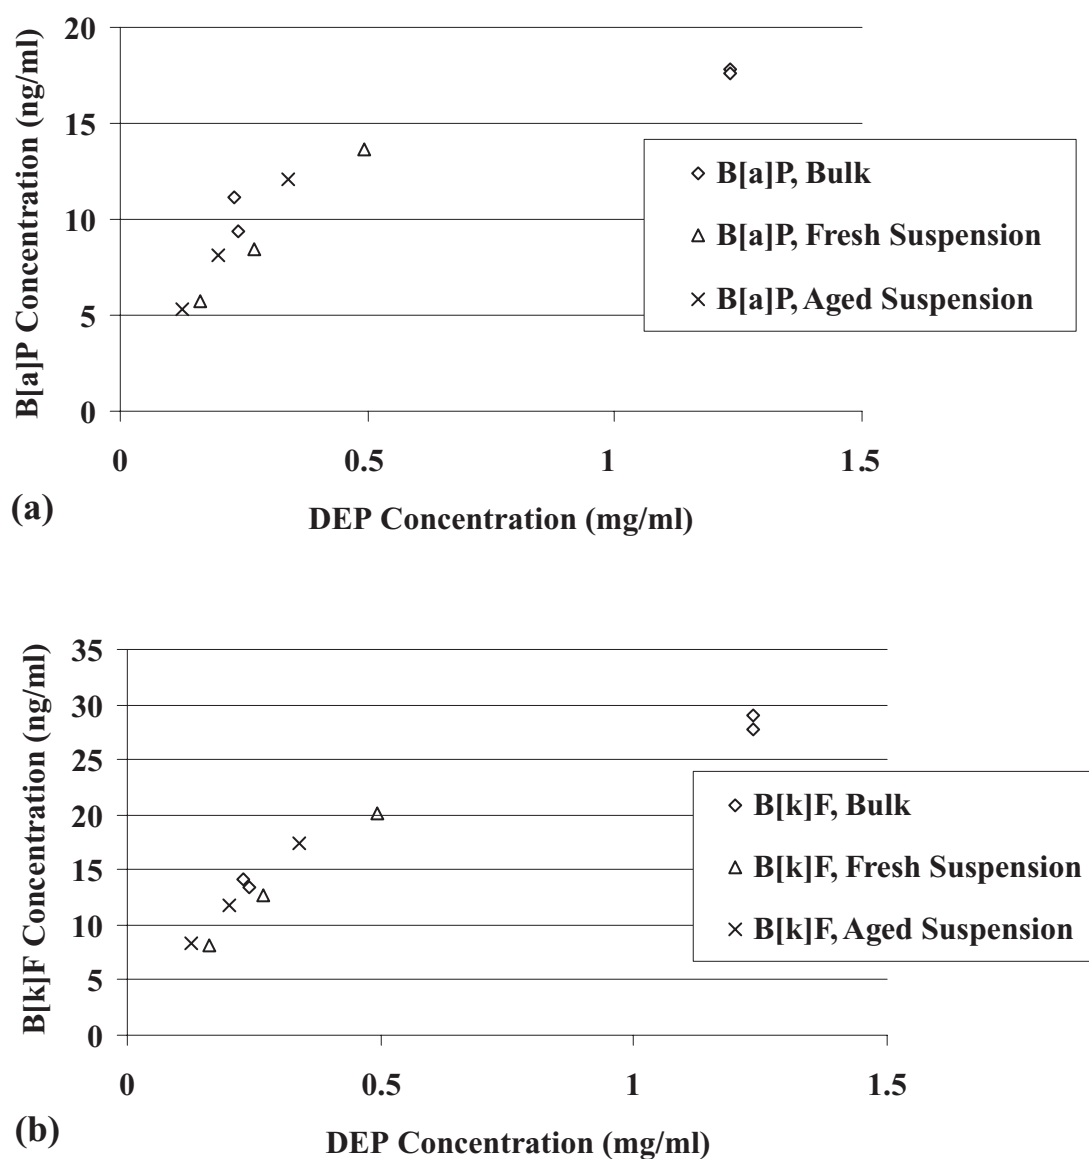 20
15
10
5
0
B[a]P Concentration (ng/ml)
B[a]P, Bulk
B[a]P, Fresh Suspension
B[a]P, Aged Suspension
0 0.5 1 1.5
DEP Concentration (mg/ml)
(a)
35
30
25
20
15
10
5
0
B[k]F Concentration (ng/ml)
B[k]F, Bulk
B[k]F, Fresh Suspension
B[k]F, Aged Suspension
0 0.5 1 1.5
DEP Concentration (mg/ml)
(b)